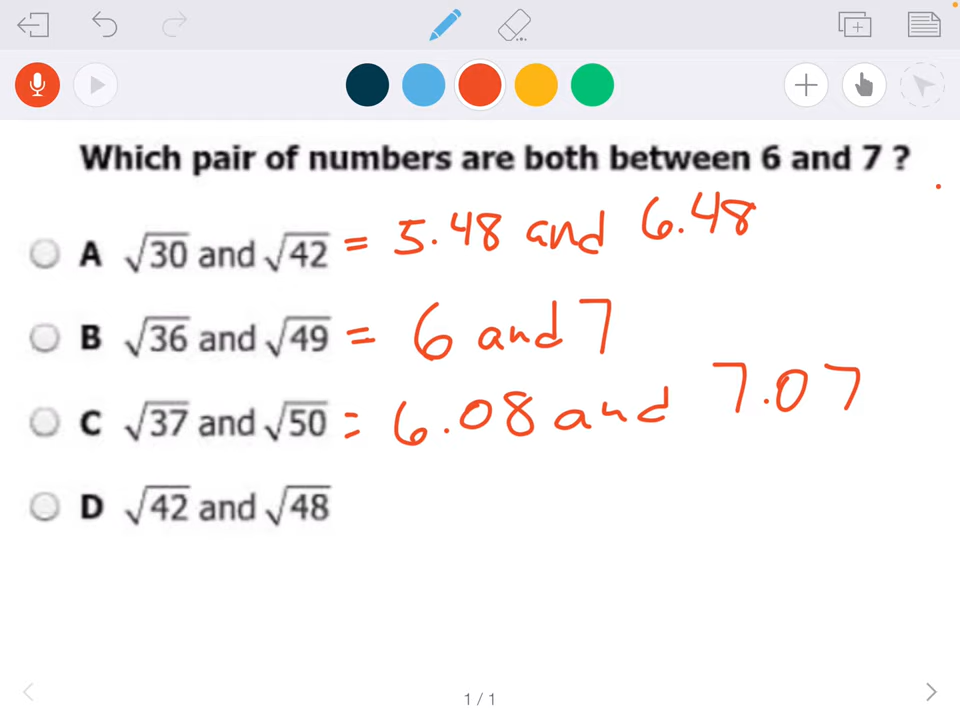 Which pair of numbers are both between 6 and 7 ?
A √30 and √42 = 5.48 and 6.48
B √36 and √49 = 6 and 7
C √37 and √50 = 6.08 and 7.07
D √42 and √48
1 / 1